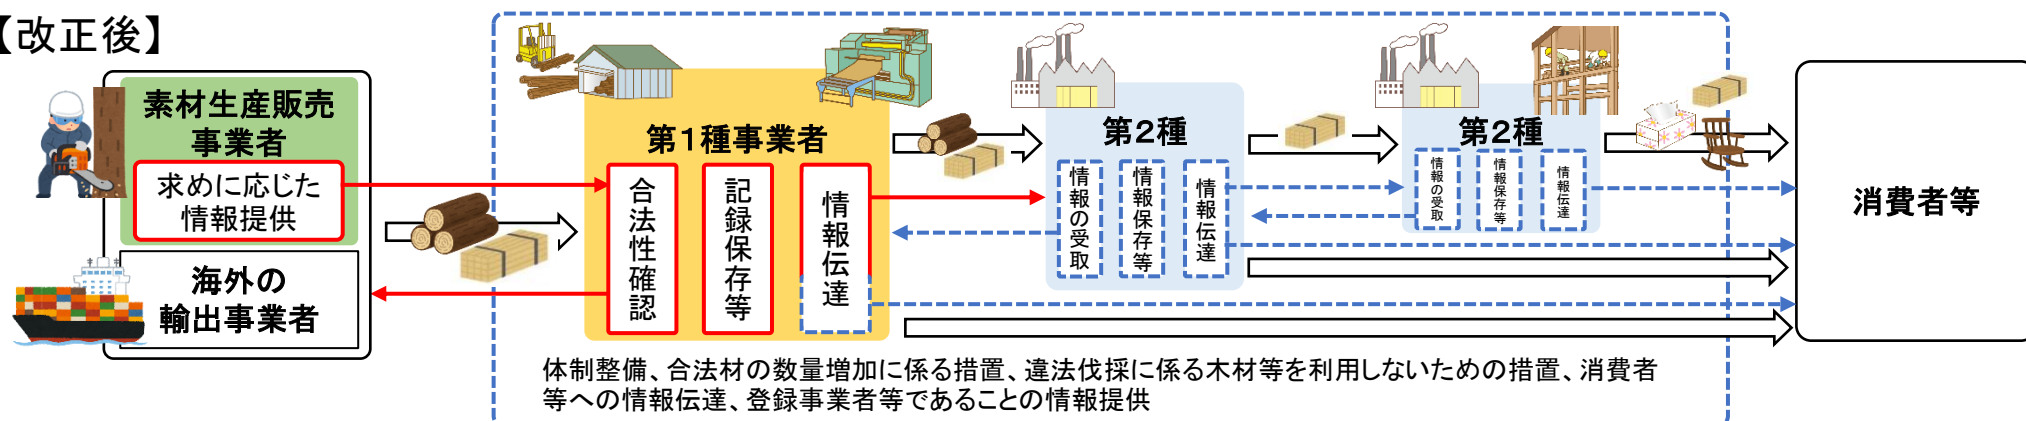 【改正後】
素材生産販売
事業者
求めに応じた
情報提供
海外の
輸出事業者
第1種事業者
合法性確認
記録保存等
情報伝達
第2種
情報の受取
情報保存等
情報伝達
第2種
情報の受取
情報保存等
情報伝達
消費者等
体制整備、合法材の数量増加に係る措置、違法伐採に係る木材等を利用しないための措置、消費者
等への情報伝達、登録事業者等であることの情報提供